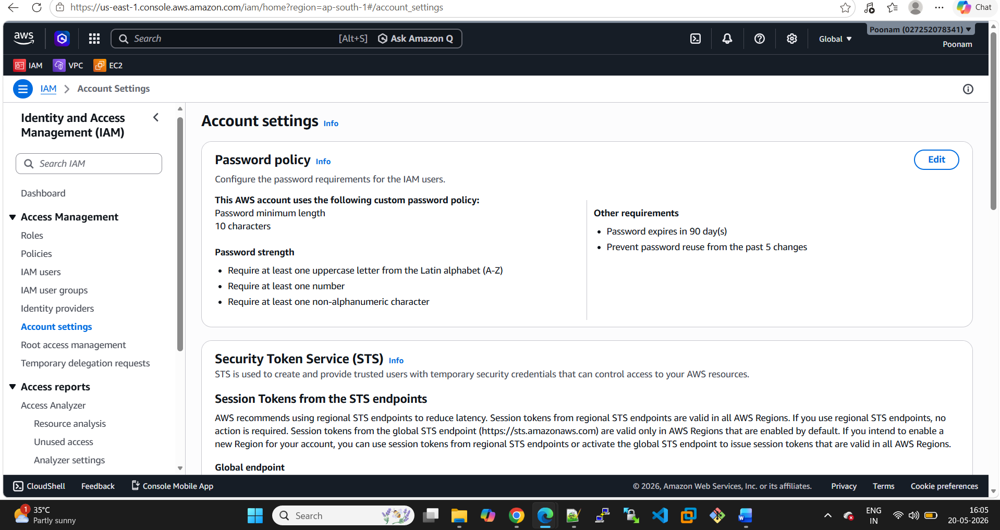 https://us-east-1.console.aws.amazon.com/iam/home?region=ap-south-1#/account_settings
Chat
aws
Search
[Alt+S]
Ask Amazon Q
Global
Poonam (027252078341)
Poonam
IAM
VPC
EC2
IAM
Account Settings
Identity and Access
Management (IAM)
Search IAM
Dashboard
Access Management
Roles
Policies
IAM users
IAM user groups
Identity providers
Account settings
Root access management
Temporary delegation requests
Access reports
Access Analyzer
Resource analysis
Unused access
Analyzer settings
Account settings Info
Password policy Info
Edit
Configure the password requirements for the IAM users.
This AWS account uses the following custom password policy:
Password minimum length
10 characters
Password strength
Require at least one uppercase letter from the Latin alphabet (A-Z)
Require at least one number
Require at least one non-alphanumeric character
Other requirements
Password expires in 90 day(s)
Prevent password reuse from the past 5 changes
Security Token Service (STS) Info
STS is used to create and provide trusted users with temporary security credentials that can control access to your AWS resources.
Session Tokens from the STS endpoints
AWS recommends using regional STS endpoints to reduce latency. Session tokens from regional STS endpoints are valid in all AWS Regions. If you use regional STS endpoints, no
action is required. Session tokens from the global STS endpoint (https://sts.amazonaws.com) are valid only in AWS Regions that are enabled by default. If you intend to enable a
new Region for your account, you can use session tokens from regional STS endpoints or activate the global STS endpoint to issue session tokens that are valid in all AWS Regions.
Global endpoint
CloudShell
Feedback
Console Mobile App
© 2026, Amazon Web Services, Inc. or its affiliates.
Privacy
Terms
Cookie preferences
1
35°C
Partly sunny
Search
W
ENG
IN
16:05
20-05-2026